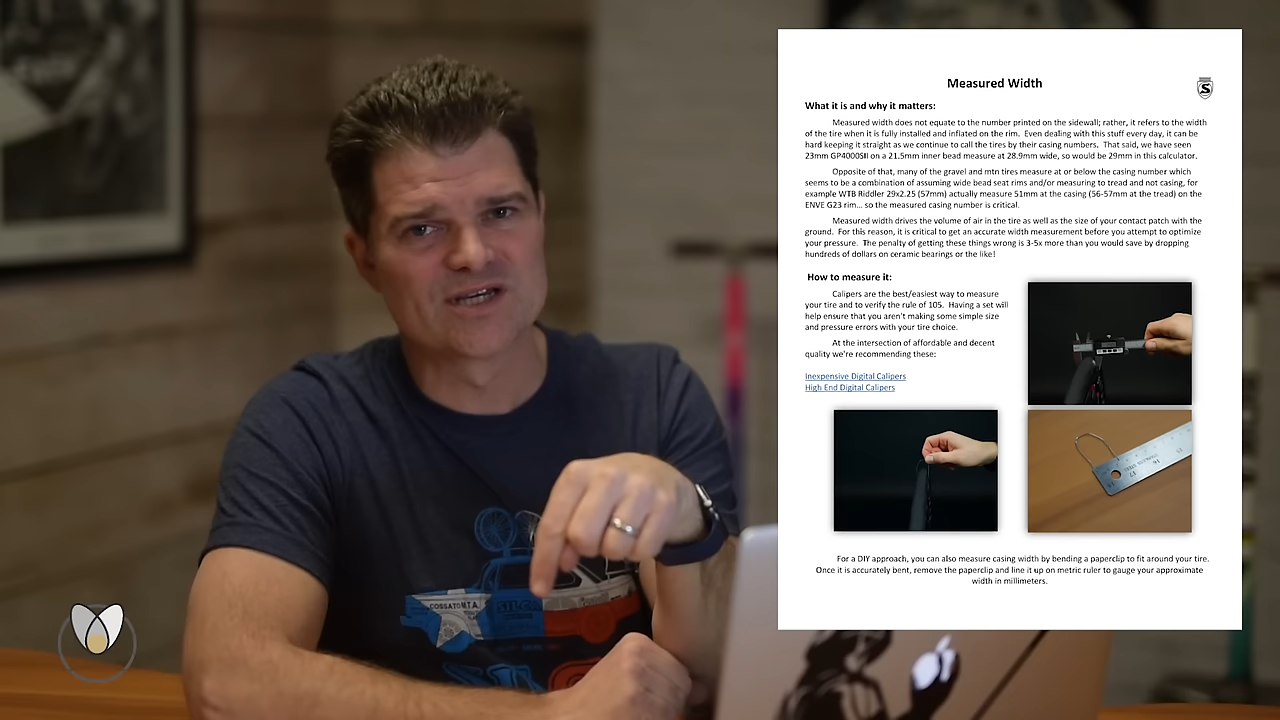 Measured Width
S
What it is and why it matters:
Measured width does not equate to the number printed on the sidewall; rather, it refers to the width
of the tire when it is fully installed and inflated on the rim. Even dealing with this stuff every day, it can be
hard keeping it straight as we continue to call the tires by their casing numbers. That said, we have seen
23mm GP4000SII on a 21.5mm inner bead measure at 28.9mm wide, so would be 29mm in this calculator.
Opposite of that, many of the gravel and mtn tires measure at or below the casing number which
seems to be a combination of assuming wide bead seat rims and/or measuring to tread and not casing, for
example WTB Riddler 29x2.25 (57mm) actually measure 51mm at the casing (56-57mm at the tread) on the
ENVE G23 rim... so the measured casing number is critical.
Measured width drives the volume of air in the tire as well as the size of your contact patch with the
ground. For this reason, it is critical to get an accurate width measurement before you attempt to optimize
your pressure. The penalty of getting these things wrong is 3-5x more than you would save by dropping
hundreds of dollars on ceramic bearings or the like!
How to measure it:
Calipers are the best/easiest way to measure
your tire and to verify the rule of 105. Having a set will
help ensure that you aren't making some simple size
and pressure errors with your tire choice.
At the intersection of affordable and decent
quality we're recommending these:
Inexpensive Digital Calipers
High End Digital Calipers
For a DIY approach, you can also measure casing width by bending a paperclip to fit around your tire.
Once it is accurately bent, remove the paperclip and line it up on metric ruler to gauge your approximate
width in millimeters.
COSSATO M.T.A.